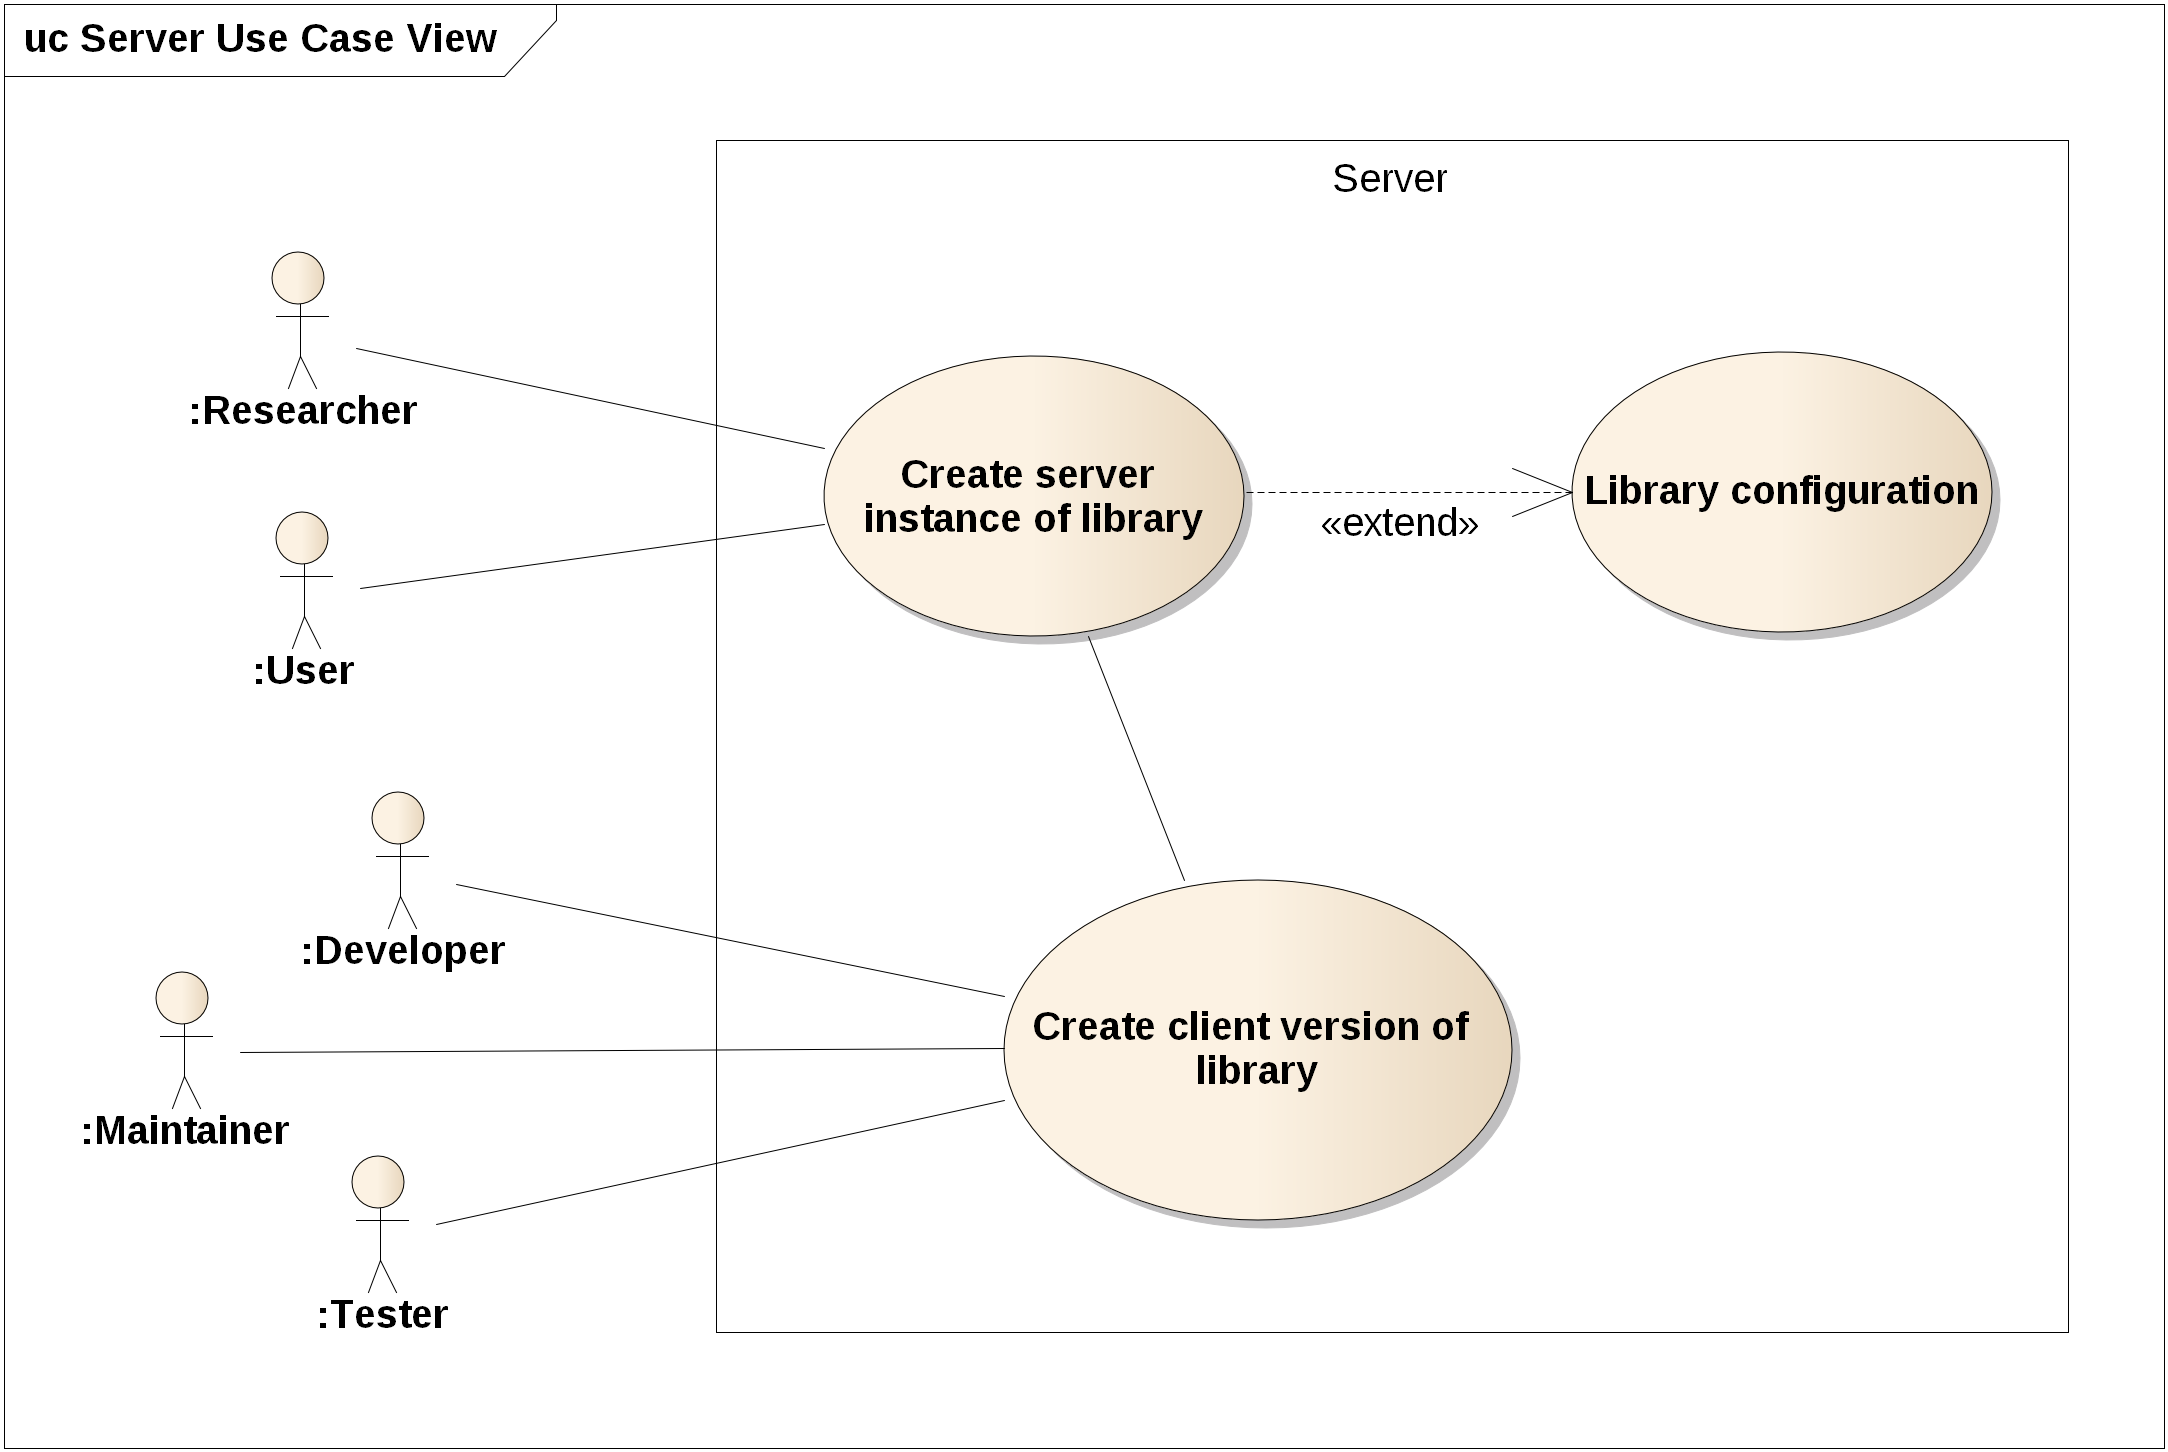 uc Server Use Case View
Server
:Researcher
Create server
instance of library
«extend»
Library configuration
:User
:Developer
:Maintainer
Create client version of
library
:Tester